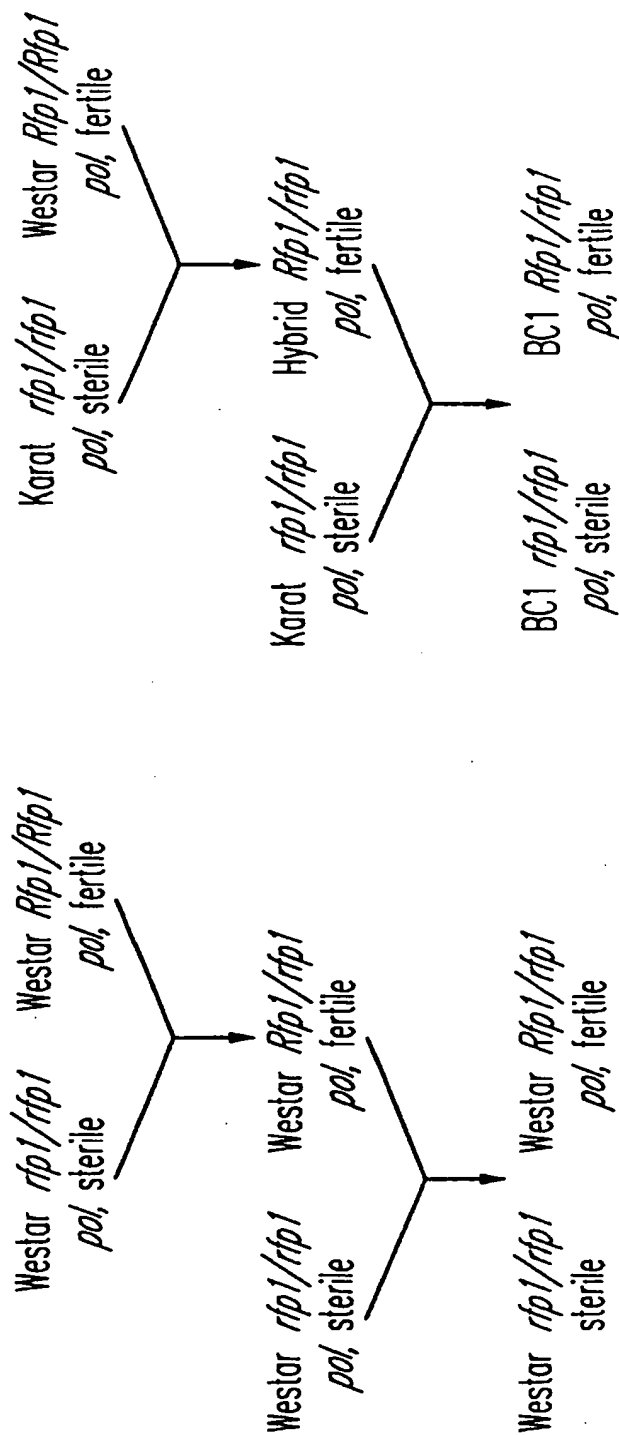 Westar rfp1/rfp1
pol, sterile
Westar Rfp1/Rfp1
pol, fertile
Westar rfp1/rfp1
pol, sterile
Westar Rfp1/rfp1
pol, fertile
Westar rfp1/rfp1
sterile
Westar Rfp1/rfp1
pol, fertile
Karat rfp1/rfp1
pol, sterile
Westar Rfp1/Rfp1
pol, fertile
Karat rfp1/rfp1
pol, sterile
Hybrid Rfp1/rfp1
pol, fertile
BC1 rfp1/rfp1
pol, sterile
BC1 Rfp1/rfp1
pol, fertile